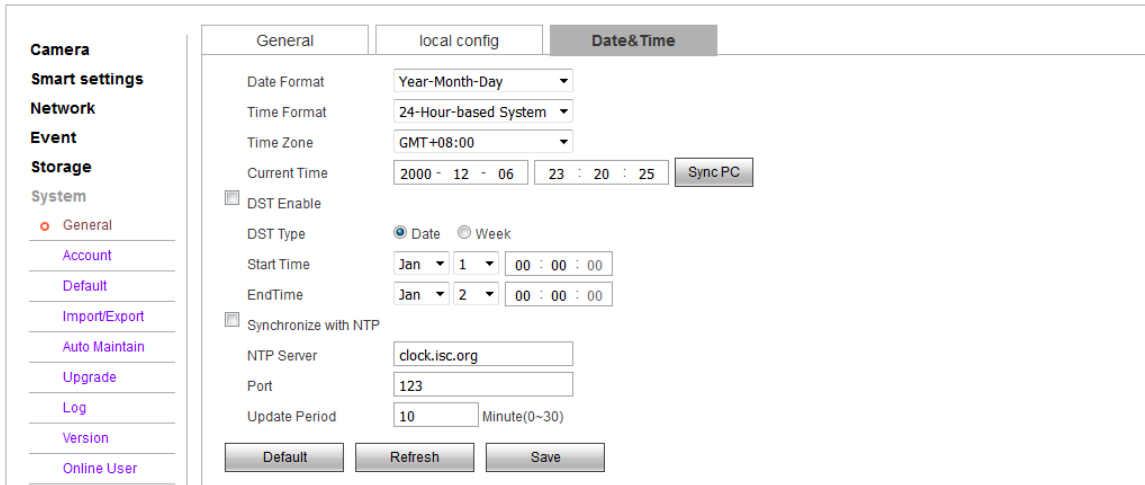 General
local config
Date&Time
Camera
Smart settings
Network
Event
Storage
System
General
Account
Default
Import/Export
Auto Maintain
Upgrade
Log
Version
Online User
Date Format Year-Month-Day
Time Format 24-Hour-based System
Time Zone GMT+08:00
Current Time 2000 - 12 - 06 23 : 20 : 25 Sync PC
DST Enable
DST Type Date Week
Start Time Jan 1 00 : 00 : 00
EndTime Jan 2 00 : 00 : 00
Synchronize with NTP
NTP Server clock.isc.org
Port 123
Update Period 10 Minute(0~30)
Default Refresh Save